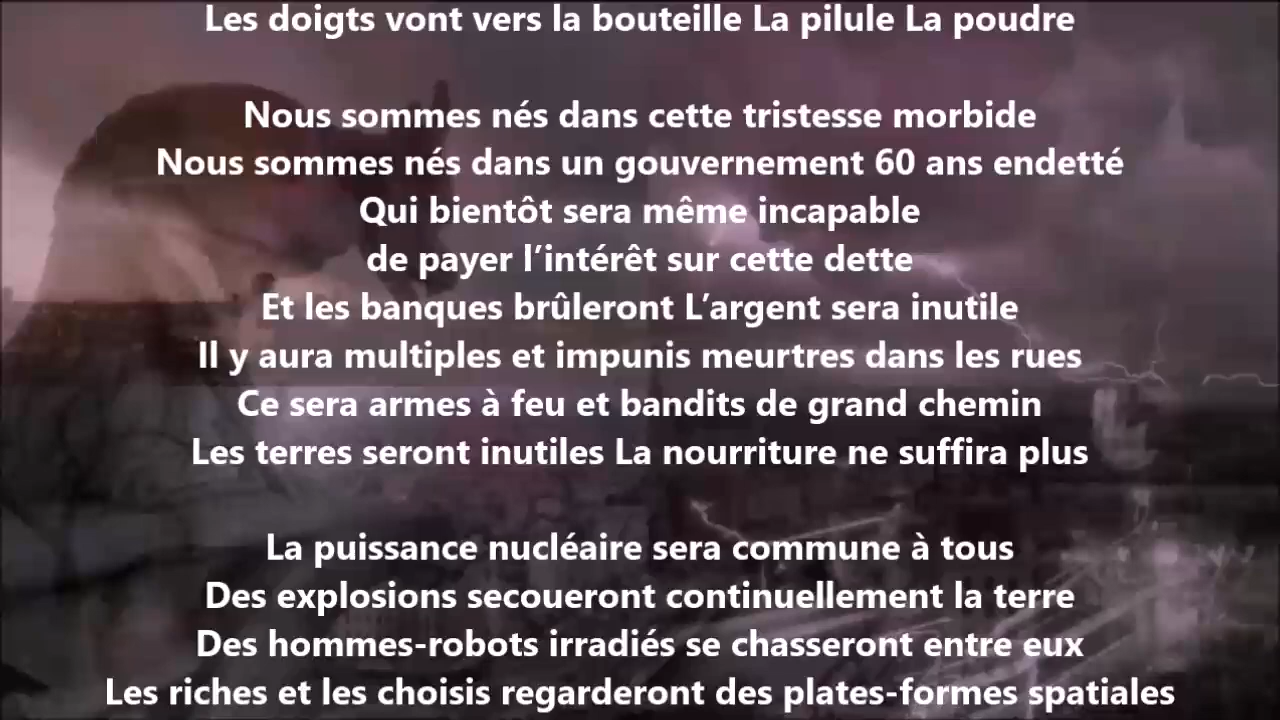 Les doigts vont vers la bouteille La pilule La poudre
Nous sommes nés dans cette tristesse morbide
Nous sommes nés dans un gouvernement 60 ans endetté
Qui bientôt sera même incapable
de payer l’intérêt sur cette dette
Et les banques brûleront L’argent sera inutile
Il y aura multiples et impunis meurtres dans les rues
Ce sera armes à feu et bandits de grand chemin
Les terres seront inutiles La nourriture ne suffira plus
La puissance nucléaire sera commune à tous
Des explosions secoueront continuellement la terre
Des hommes-robots irradiés se chasseront entre eux
Les riches et les choisis regarderont des plates-formes spatiales